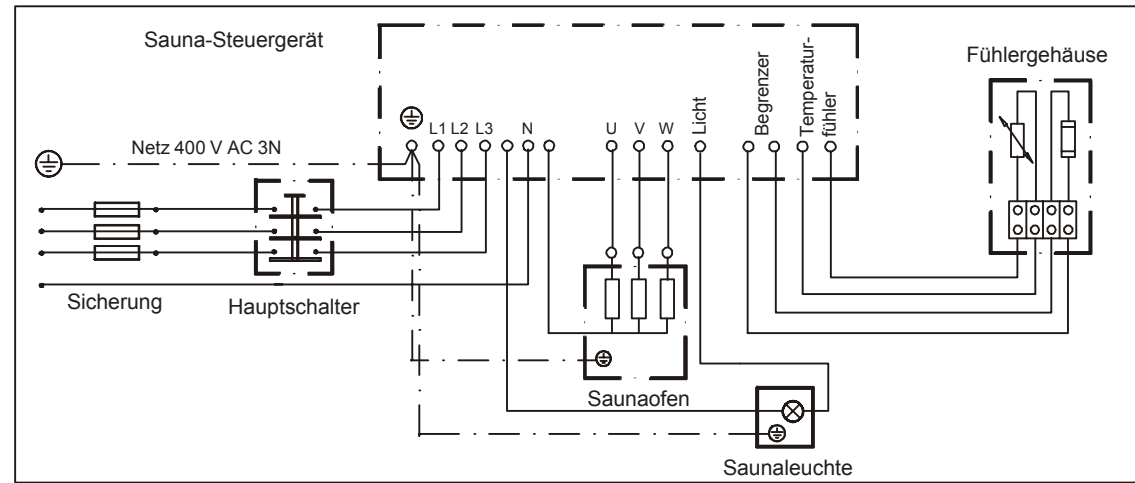 Sauna-Steuergerät
Fühlergehäuse
Licht
Begrenzer
Temperatur-
fühler
L1 L2 L3 N U V W
Netz 400 V AC 3N
Sicherung
Hauptschalter
Saunaofen
Saunaleuchte